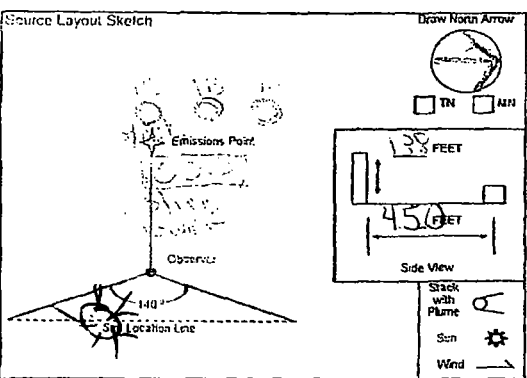 Source Layout Sketch
Draw North Arrow
TN MN
Emissions Point
138 FEET
450 FEET
Side View
Observer
140°
Sun Location Line
Stack
with
Plume
Sun
Wind